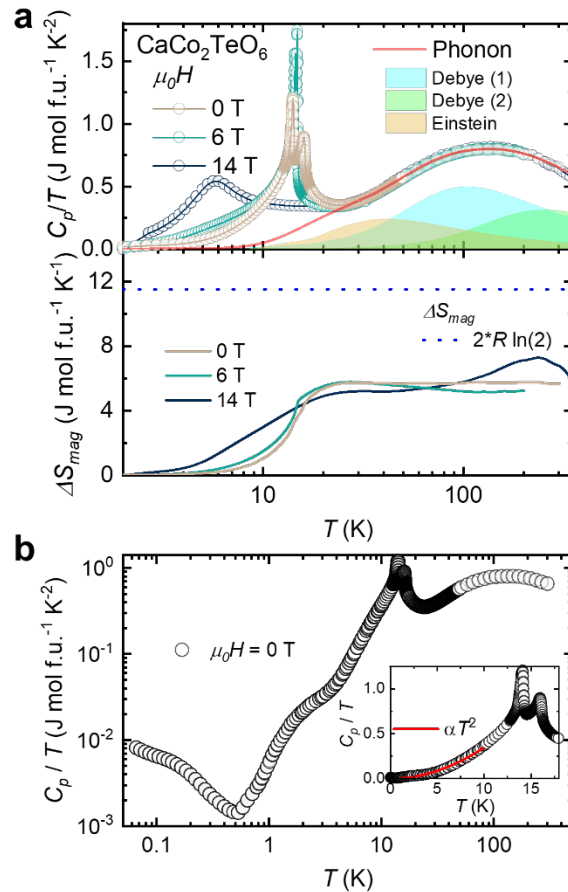 a
CaCo₂TeO₆
μ₀H
0 T
6 T
14 T
Phonon
Debye (1)
Debye (2)
Einstein
Cₚ/T (J mol f.u.⁻¹ K⁻²)
1.5
1.0
0.5
0.0
ΔSₘₐg (J mol f.u.⁻¹ K⁻¹)
12
8
4
0
ΔSₘₐg
2*R ln(2)
0 T
6 T
14 T
10
100
T (K)
b
Cₚ / T (J mol f.u.⁻¹ K⁻²)
10⁰
10⁻¹
10⁻²
10⁻³
μ₀H = 0 T
Cₚ / T
1.0
0.5
0.0
αT²
0
5
10
15
T (K)
0.1
1
10
100
T (K)